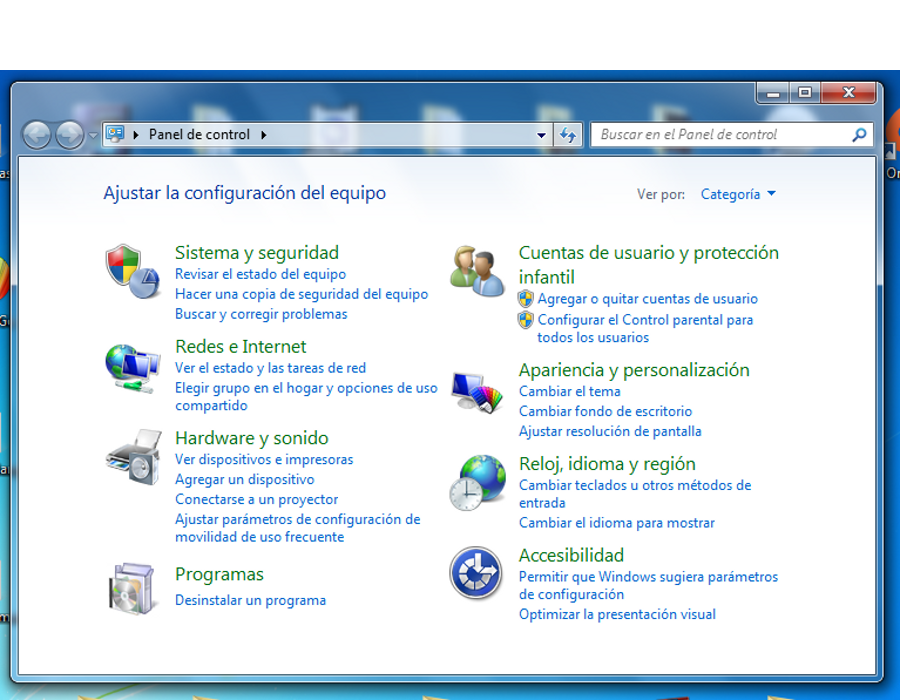 Panel de control
Buscar en el Panel de control
Ajustar la configuración del equipo
Ver por: Categoría
Sistema y seguridad
Revisar el estado del equipo
Hacer una copia de seguridad del equipo
Buscar y corregir problemas
Redes e Internet
Ver el estado y las tareas de red
Elegir grupo en el hogar y opciones de uso
compartido
Hardware y sonido
Ver dispositivos e impresoras
Agregar un dispositivo
Conectarse a un proyector
Ajustar parámetros de configuración de
movilidad de uso frecuente
Programas
Desinstalar un programa
Cuentas de usuario y protección
infantil
Agregar o quitar cuentas de usuario
Configurar el Control parental para
todos los usuarios
Apariencia y personalización
Cambiar el tema
Cambiar fondo de escritorio
Ajustar resolución de pantalla
Reloj, idioma y región
Cambiar teclados u otros métodos de
entrada
Cambiar el idioma para mostrar
Accesibilidad
Permitir que Windows sugiera parámetros
de configuración
Optimizar la presentación visual